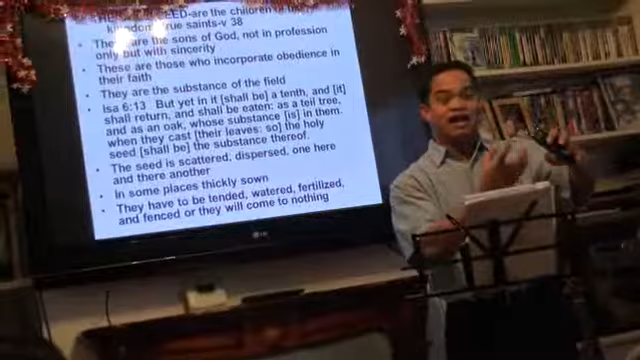 SEED-are the children of the
kingdom, true saints-v 38
They are the sons of God, not in profession
only but with sincerity
These are those who incorporate obedience in
their faith
They are the substance of the field
Isa 6:13 But yet in it [shall be] a tenth, and [it]
shall return, and shall be eaten: as a teil tree,
and as an oak, whose substance [is] in them,
when they cast [their leaves: so] the holy
seed [shall be] the substance thereof.
The seed is scattered, dispersed, one here
and there another
In some places thickly sown
They have to be tended, watered, fertilized,
and fenced or they will come to nothing
LG